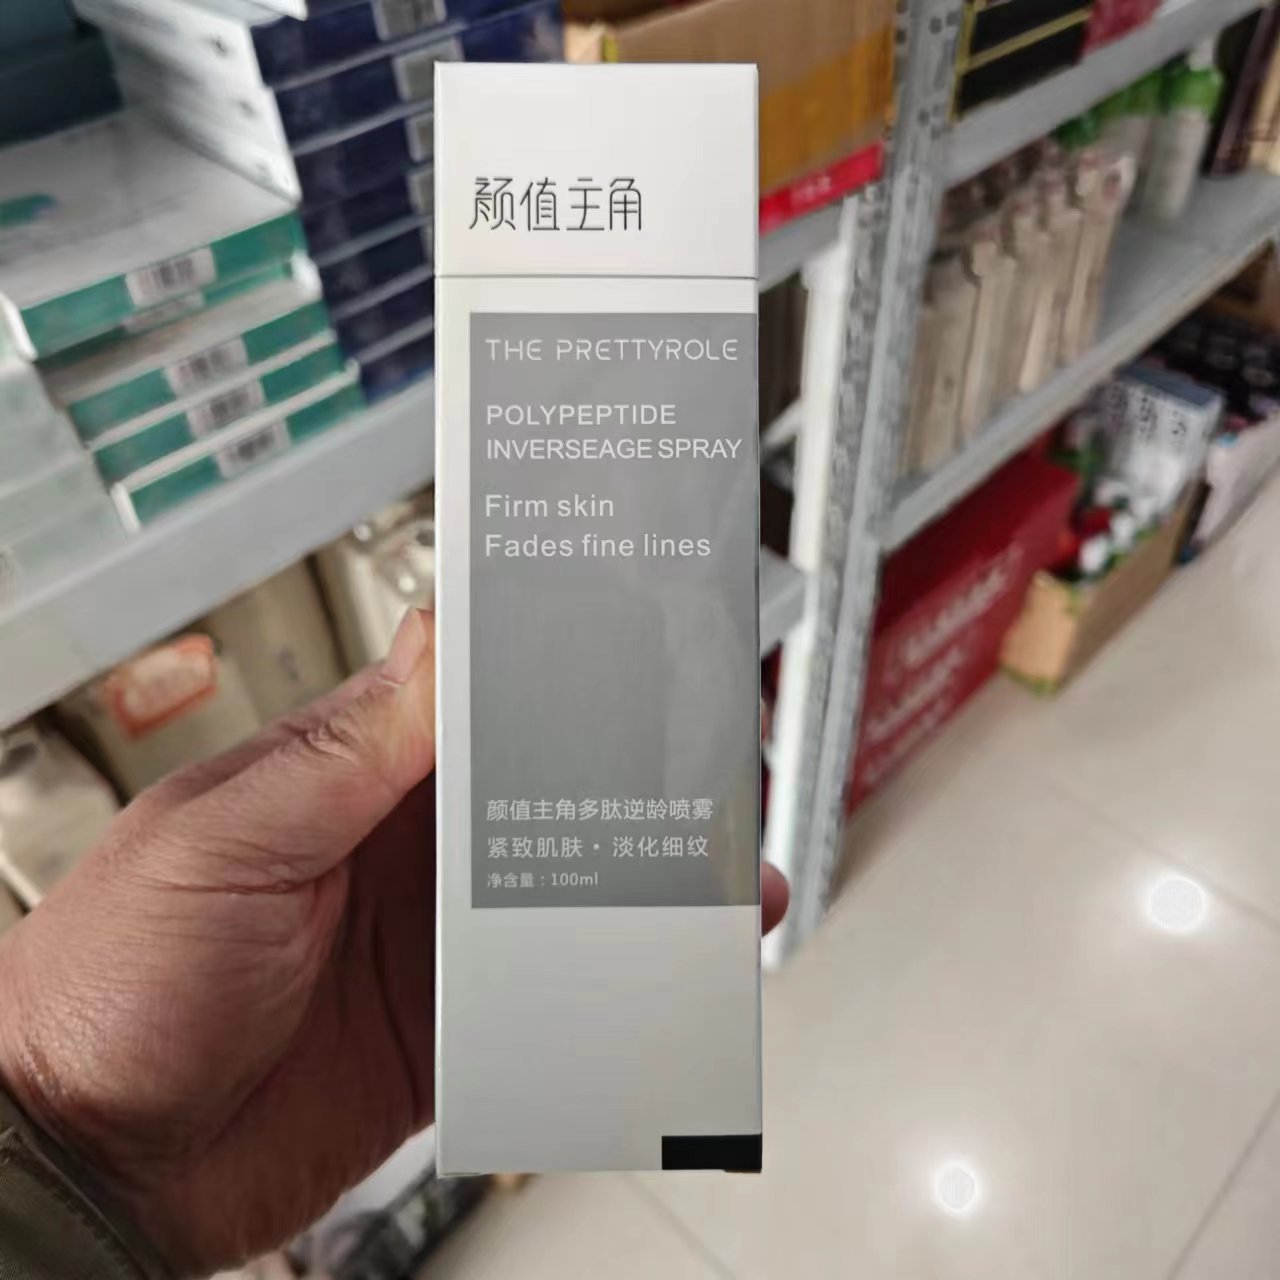 颜值主角
THE PRETTYROLE
POLYPEPTIDE
INVERSEAGE SPRAY
Firm skin
Fades fine lines
颜值主角多肽逆龄喷雾
紧致肌肤·淡化细纹
净含量:100ml